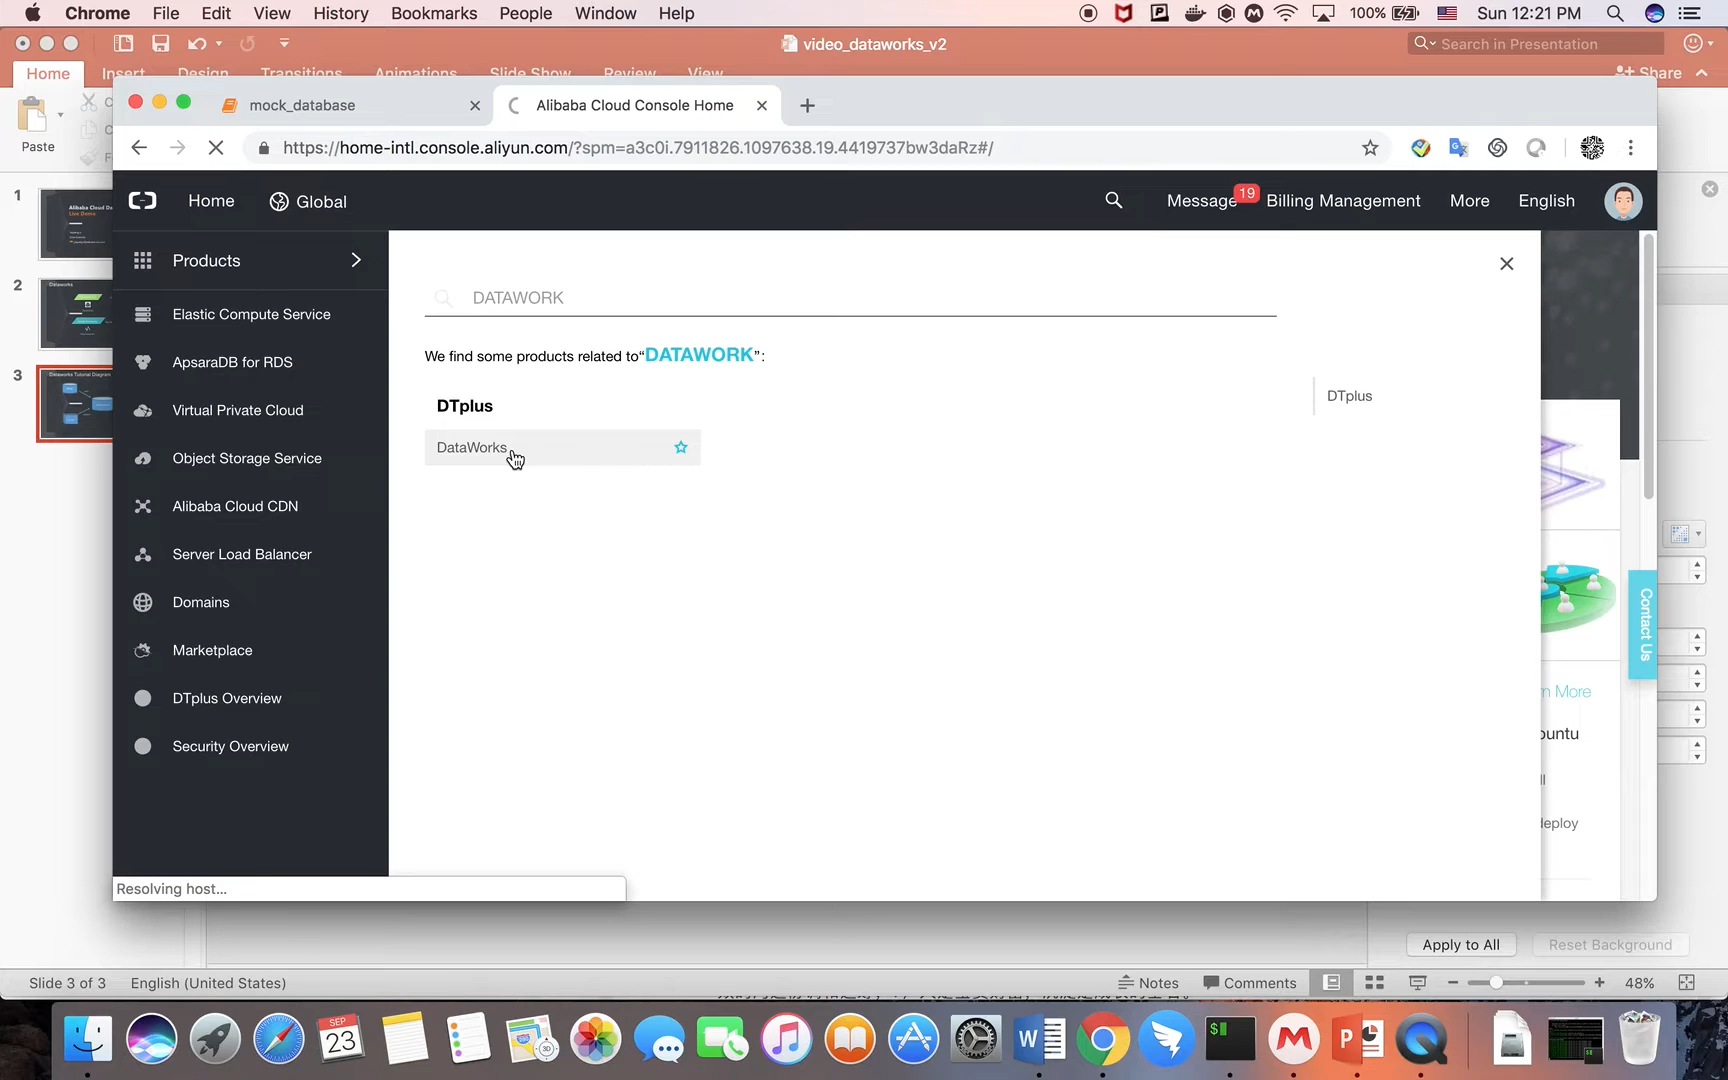 Chrome File Edit View History Bookmarks People Window Help 100% Sun 12:21 PM
video_dataworks_v2
Search in Presentation
Home Insert Design Transitions Animations Slide Show Review View Share
Paste
mock_database
Alibaba Cloud Console Home
https://home-intl.console.aliyun.com/?spm=a3c0i.7911826.1097638.19.4419737bw3daRz#/
Home Global Message 19 Billing Management More English
Products
Elastic Compute Service
ApsaraDB for RDS
Virtual Private Cloud
Object Storage Service
Alibaba Cloud CDN
Server Load Balancer
Domains
Marketplace
DTplus Overview
Security Overview
DATAWORK
We find some products related to“DATAWORK”:
DTplus
DataWorks
DTplus
Contact Us
n More
buntu
deploy
Resolving host...
1
2
3
Apply to All
Reset Background
Slide 3 of 3 English (United States)
Notes Comments 48%
SEP
23